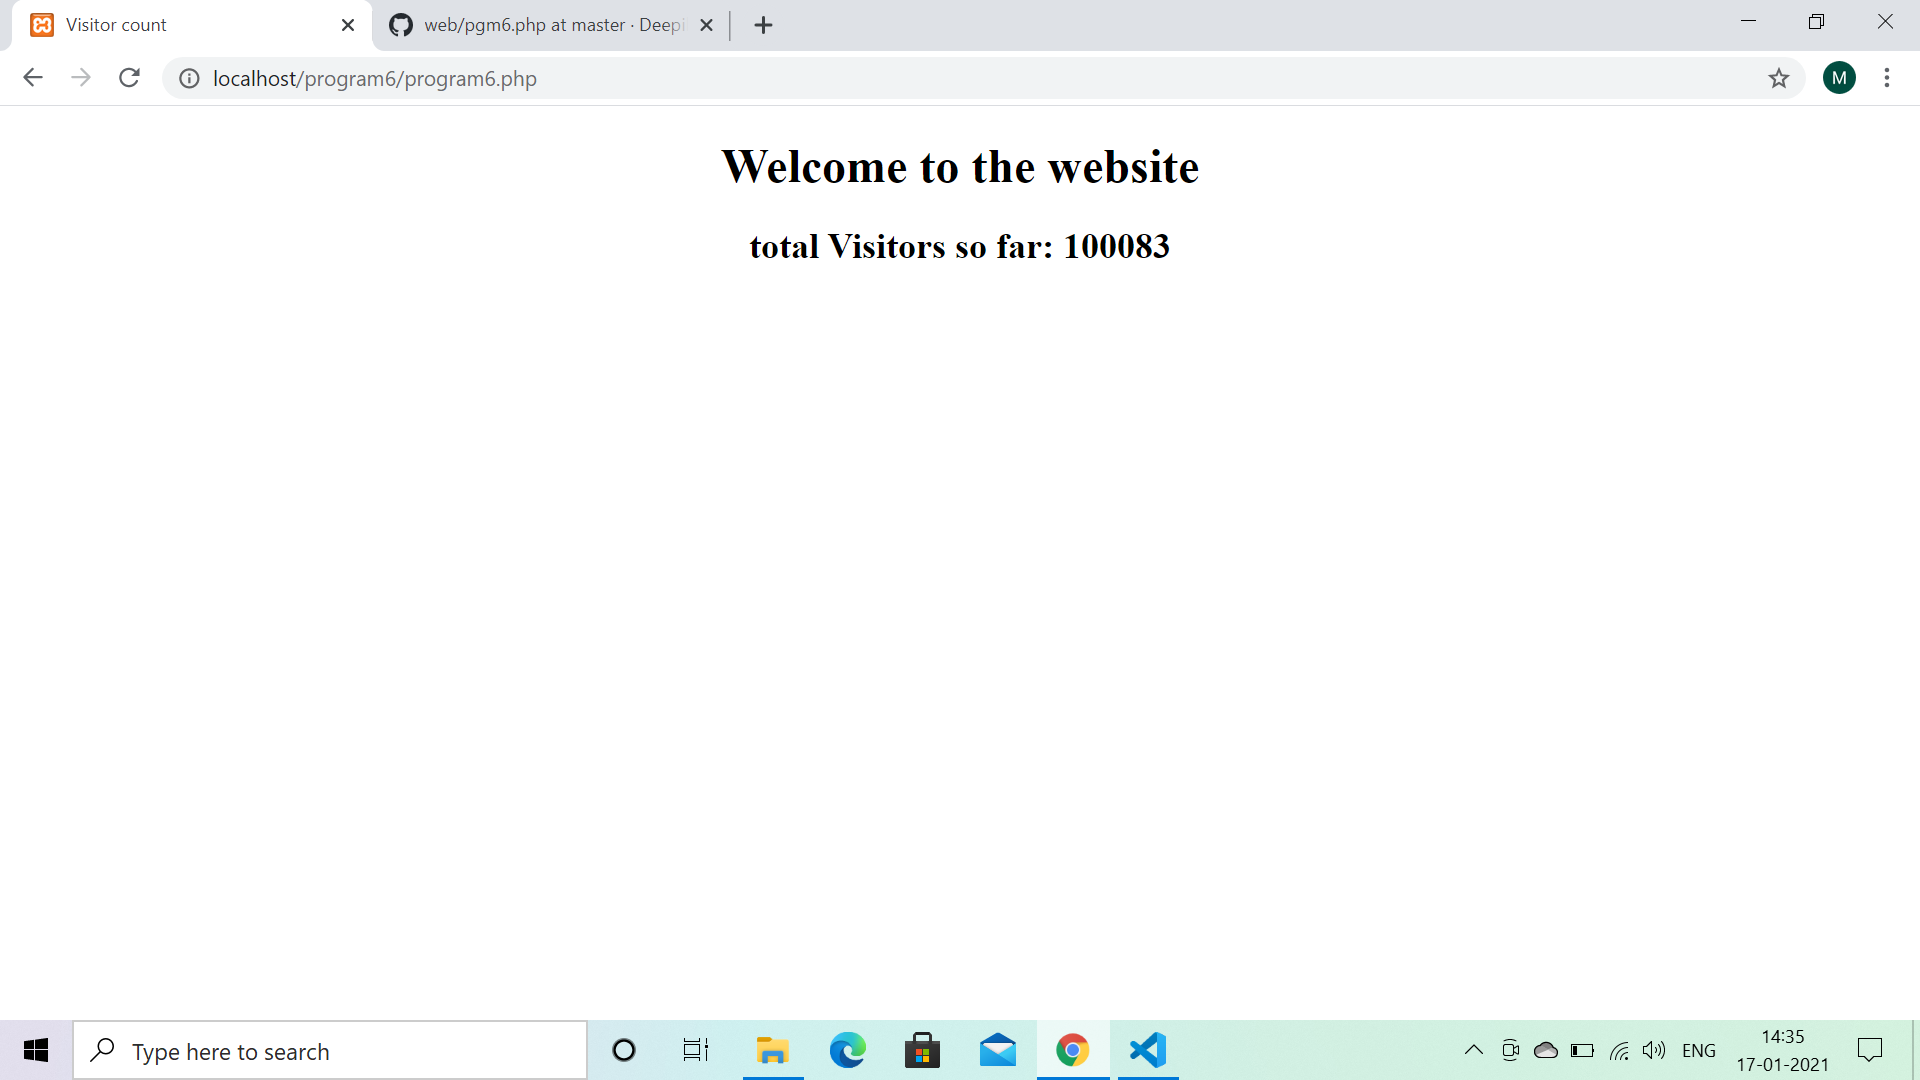 Visitor count
web/pgm6.php at master · Deepi
localhost/program6/program6.php
M
Welcome to the website
total Visitors so far: 100083
Type here to search
ENG
14:35
17-01-2021